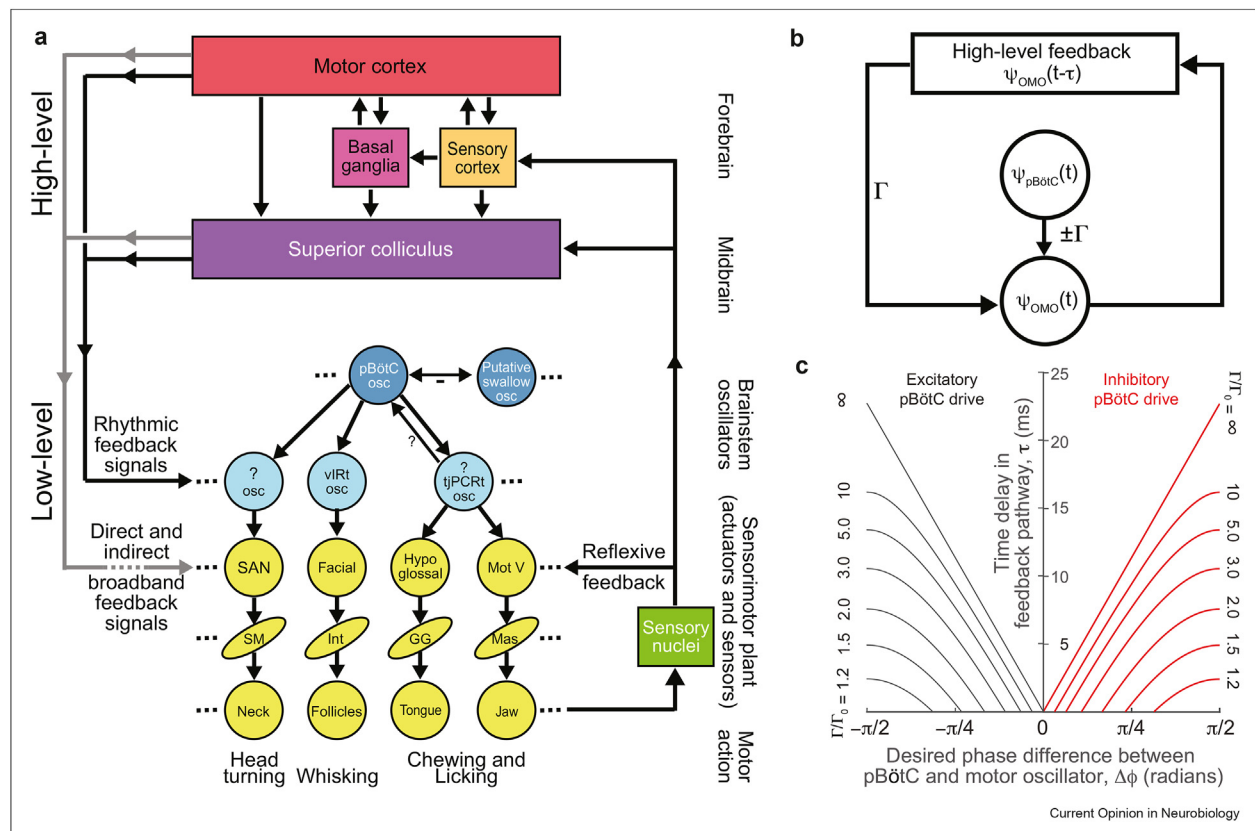 a
Motor cortex
Basal
ganglia
Sensory
cortex
Superior colliculus
High-level
Low-level
Forebrain
Midbrain
Brainstem
oscillators
Sensorimotor plant
(actuators and sensors)
Motor
action
pBötC
osc
-
Putative
swallow
osc
?
Rhythmic
feedback
signals
?
osc
vIRt
osc
?
tjPCRt
osc
Direct and
indirect
broadband
feedback
signals
SAN
Facial
Hypo
glossal
Mot V
Reflexive
feedback
SM
Int
GG
Mas
Sensory
nuclei
Neck
Follicles
Tongue
Jaw
Head
turning
Whisking
Chewing and
Licking
b
High-level feedback
ψOMO(t-τ)
Γ
ψpBötC(t)
±Γ
ψOMO(t)
c
Excitatory
pBötC drive
Inhibitory
pBötC drive
Time delay in
feedback pathway, τ (ms)
25
20
15
10
5
∞
10
5.0
3.0
2.0
1.5
Γ/Γ0 = 1.2
Γ/Γ0 = ∞
10
5.0
3.0
2.0
1.5
1.2
−π/2
−π/4
0
π/4
π/2
Desired phase difference between
pBötC and motor oscillator, Δϕ (radians)
Current Opinion in Neurobiology